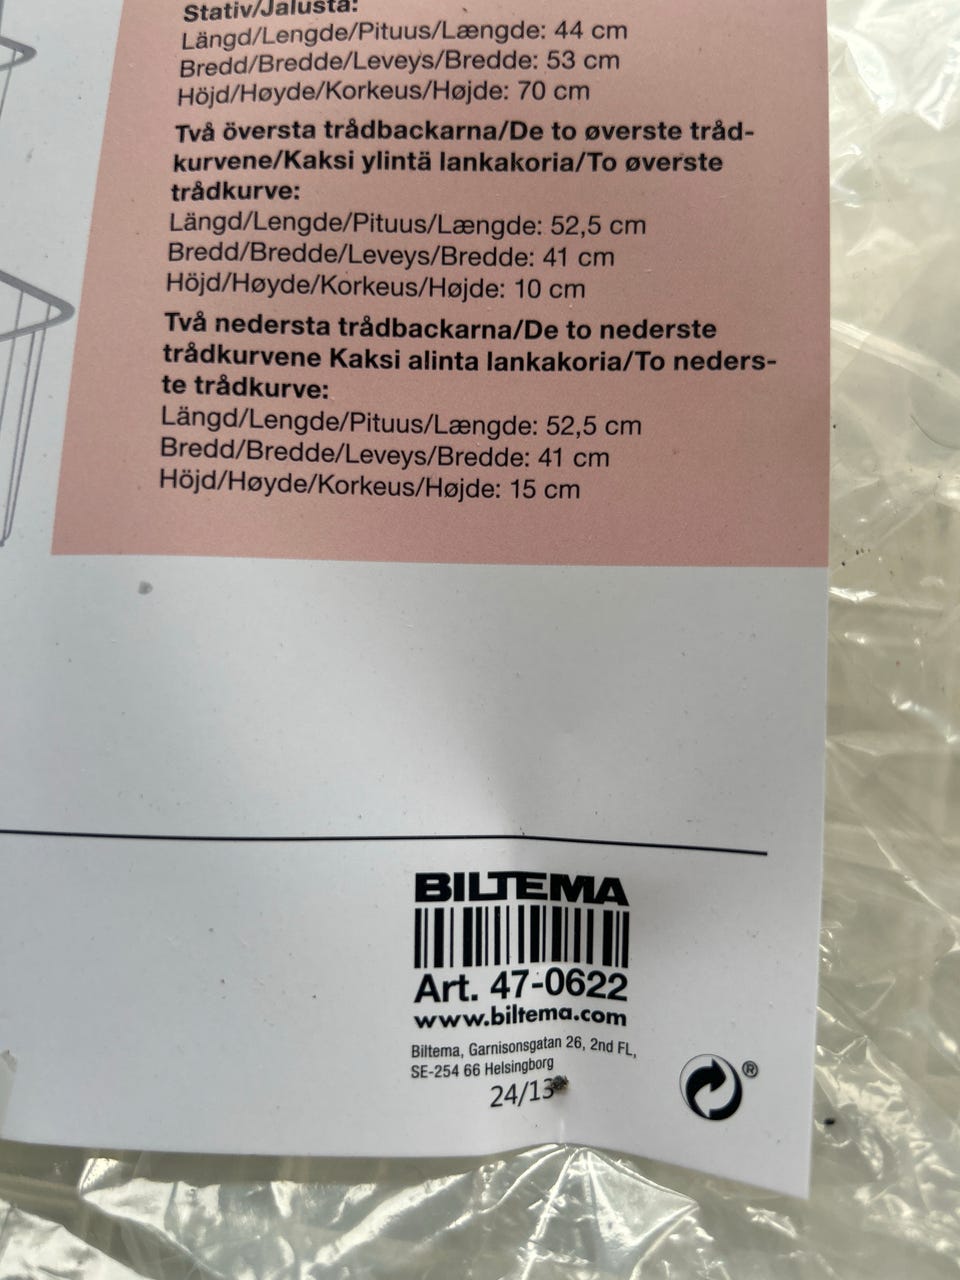 Stativ/Jalusta:
Längd/Lengde/Pituus/Længde: 44 cm
Bredd/Bredde/Leveys/Bredde: 53 cm
Höjd/Høyde/Korkeus/Højde: 70 cm
Två översta trådbackarna/De to øverste tråd-
kurvene/Kaksi ylintä lankakoria/To øverste
trådkurve:
Längd/Lengde/Pituus/Længde: 52,5 cm
Bredd/Bredde/Leveys/Bredde: 41 cm
Höjd/Høyde/Korkeus/Højde: 10 cm
Två nedersta trådbackarna/De to nederste
trådkurvene Kaksi alinta lankakoria/To neders-
te trådkurve:
Längd/Lengde/Pituus/Længde: 52,5 cm
Bredd/Bredde/Leveys/Bredde: 41 cm
Höjd/Høyde/Korkeus/Højde: 15 cm
BILTEMA
Art. 47-0622
www.biltema.com
Biltema, Garnisonsgatan 26, 2nd FL,
SE-254 66 Helsingborg
24/13
®